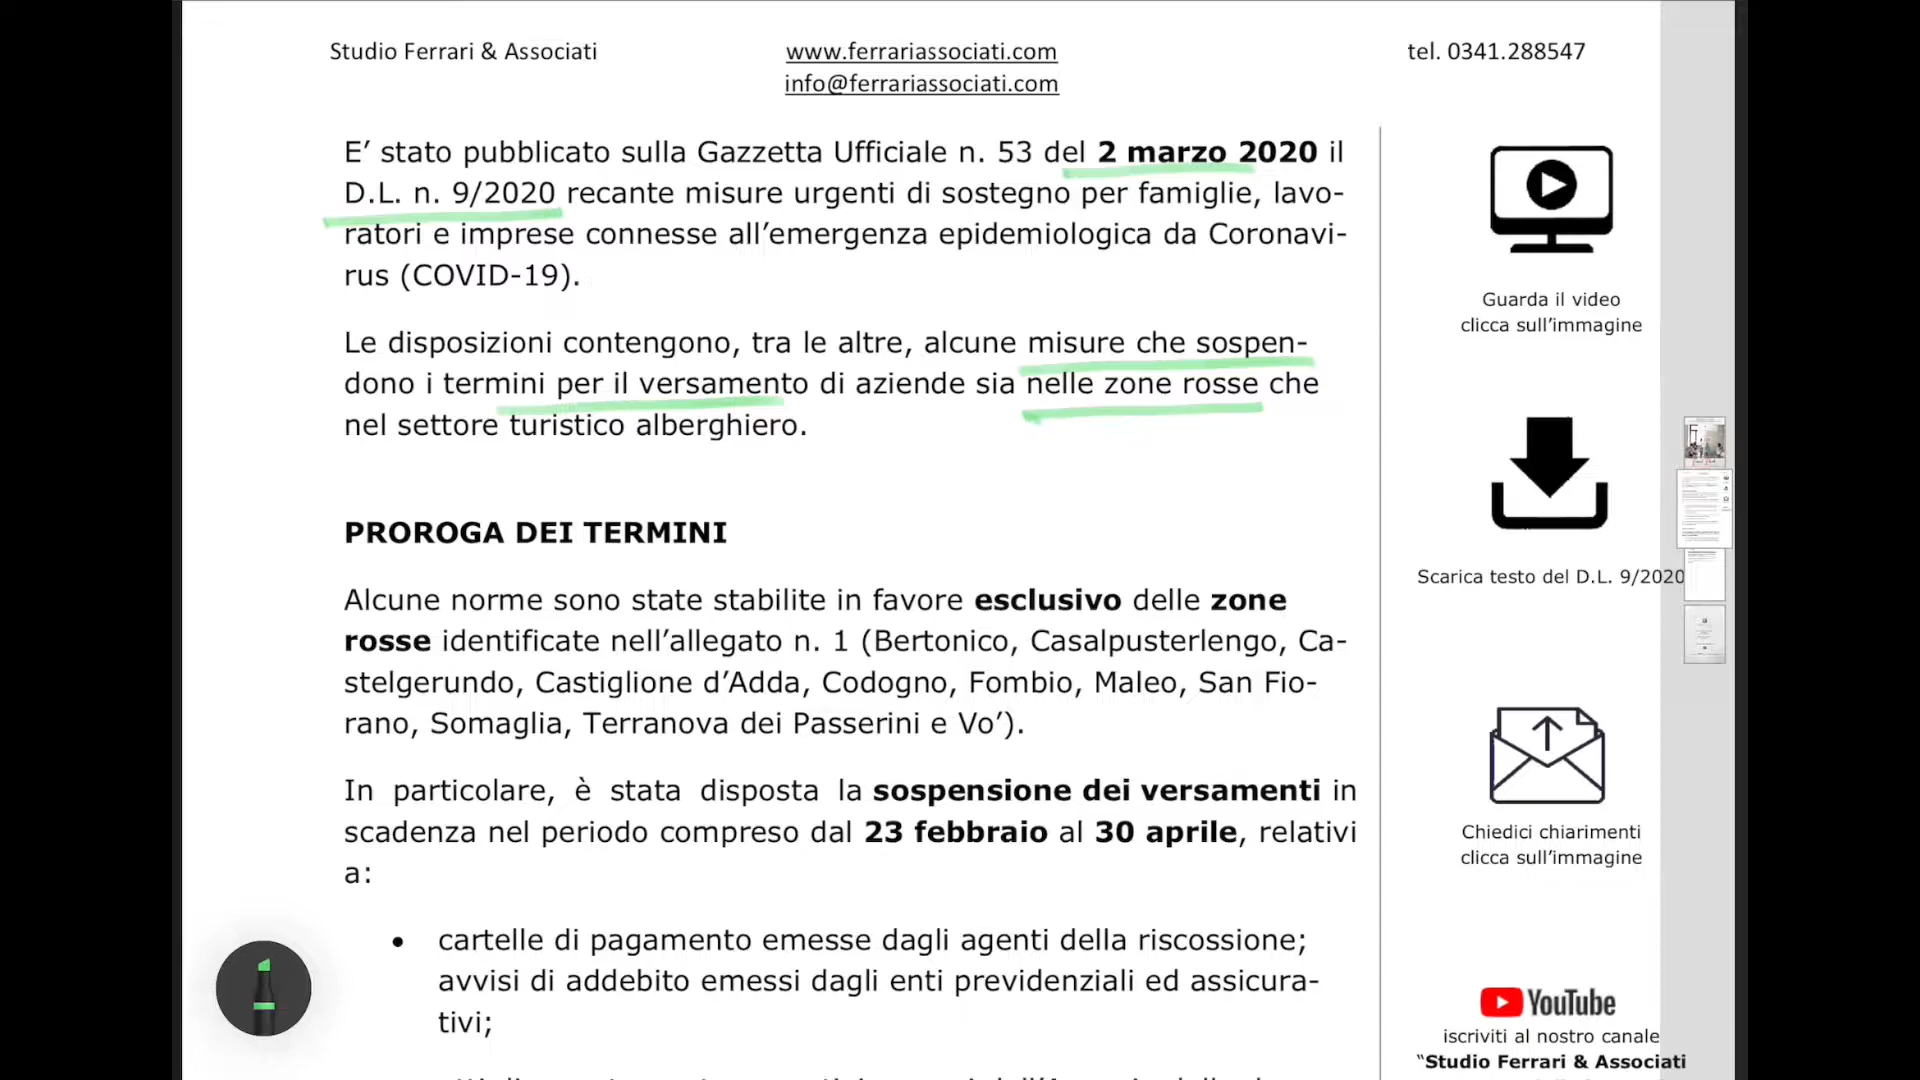 Studio Ferrari & Associati
www.ferrariassociati.com
info@ferrariassociati.com
tel. 0341.288547
E’ stato pubblicato sulla Gazzetta Ufficiale n. 53 del 2 marzo 2020 il
D.L. n. 9/2020 recante misure urgenti di sostegno per famiglie, lavo-
ratori e imprese connesse all’emergenza epidemiologica da Coronavi-
rus (COVID-19).
Le disposizioni contengono, tra le altre, alcune misure che sospen-
dono i termini per il versamento di aziende sia nelle zone rosse che
nel settore turistico alberghiero.
PROROGA DEI TERMINI
Alcune norme sono state stabilite in favore esclusivo delle zone
rosse identificate nell’allegato n. 1 (Bertonico, Casalpusterlengo, Ca-
stelgerundo, Castiglione d’Adda, Codogno, Fombio, Maleo, San Fio-
rano, Somaglia, Terranova dei Passerini e Vo’).
In particolare, è stata disposta la sospensione dei versamenti in
scadenza nel periodo compreso dal 23 febbraio al 30 aprile, relativi
a:
• cartelle di pagamento emesse dagli agenti della riscossione;
avvisi di addebito emessi dagli enti previdenziali ed assicura-
tivi;
Guarda il video
clicca sull’immagine
Scarica testo del D.L. 9/2020
Chiedici chiarimenti
clicca sull’immagine
YouTube
iscriviti al nostro canale
“Studio Ferrari & Associati